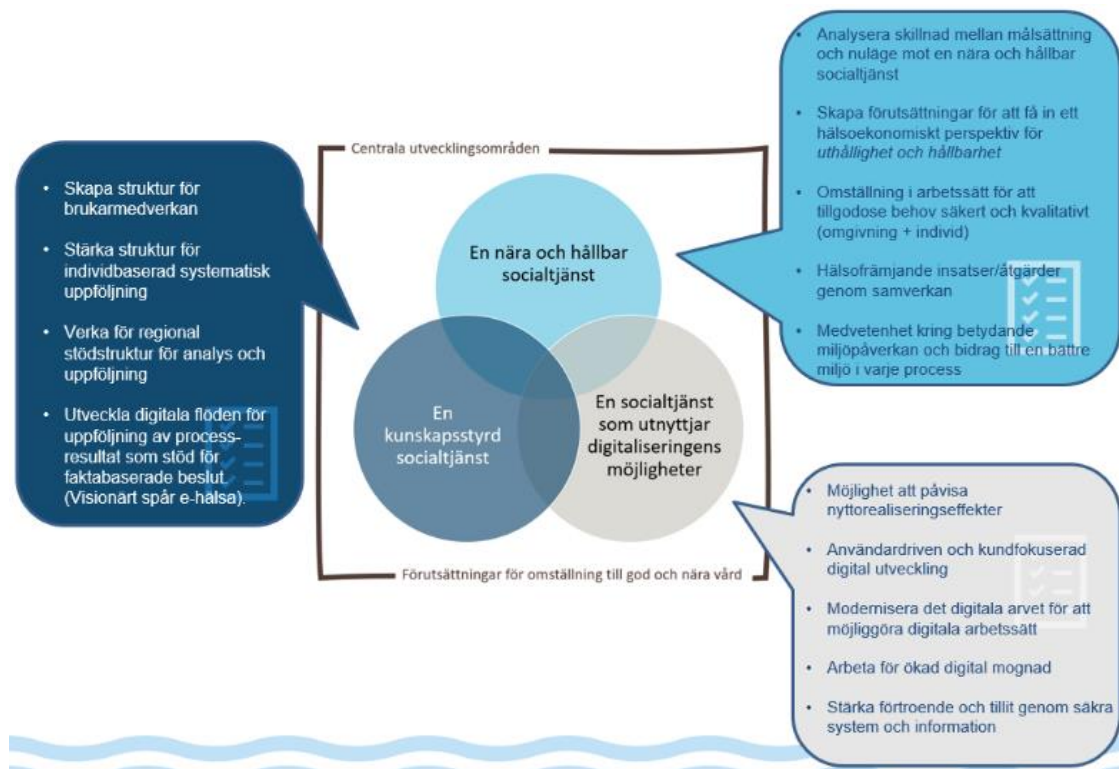 Centrala utvecklingsområden
• Skapa struktur för
brukarmedverkan
• Stärka struktur för
individbaserad systematisk
uppföljning
• Verka för regional
stödstruktur för analys och
uppföljning
• Utveckla digitala flöden för
uppföljning av process-
resultat som stöd för
faktabaserade beslut
(Visionärt spår e-hälsa).
En nära och hållbar
socialtjänst
En
kunskapsstyrd
socialtjänst
En socialtjänst
som utnyttjar
digitaliseringens
möjligheter
Förutsättningar för omställning till god och nära vård
• Analysera skillnad mellan målsättning
och nuläge mot en nära och hållbar
socialtjänst
• Skapa förutsättningar för att få in ett
hälsoekonomiskt perspektiv för
uthållighet och hållbarhet
• Omställning i arbetssätt för att
tillgodose behov säkert och kvalitativt
(omgivning + individ)
• Hälsofrämjande insatser/åtgärder
genom samverkan
• Medvetenhet kring betydande
miljöpåverkan och bidrag till en bättre
miljö i varje process
• Möjlighet att påvisa
nyttorealiseringseffekter
• Användardriven och kundfokuserad
digital utveckling
• Modernisera det digitala arvet för att
möjliggöra digitala arbetssätt
• Arbeta för ökad digital mognad
• Stärka förtroende och tillit genom säkra
system och information